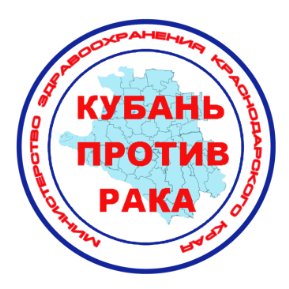 МИНИСТЕРСТВО ЗДРАВООХРАНЕНИЯ КРАСНОДАРСКОГО КРАЯ
КУБАНЬ
ПРОТИВ
РАКА